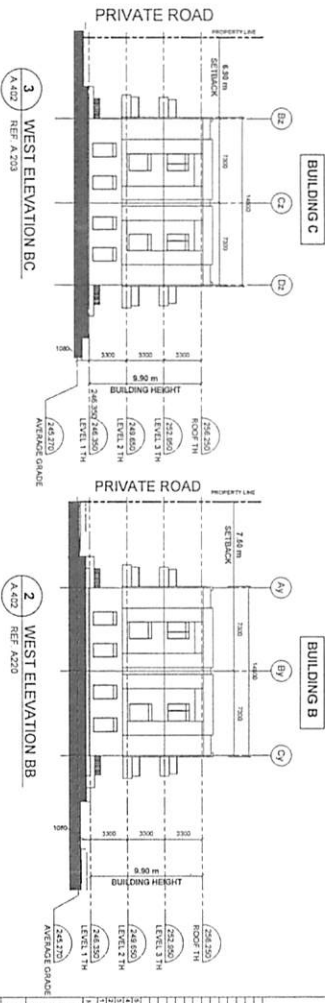 BUILDING C
Bz
Cz
Dz
14600
7300
7300
PRIVATE ROAD
PROPERTY LINE
6.90 m
SETBACK
256.250
ROOF TH
252.950
LEVEL 3 TH
249.650
LEVEL 2 TH
246.350 246.350
LEVEL 1 TH
245.270
AVERAGE GRADE
3300
3300
3300
1080
9.90 m
BUILDING HEIGHT
3
A 402
WEST ELEVATION BC
REF. A 203
BUILDING B
Ay
By
Cy
14600
7300
7300
PRIVATE ROAD
PROPERTY LINE
SETBACK
256.250
ROOF TH
252.950
LEVEL 3 TH
249.650
LEVEL 2 TH
246.350
LEVEL 1 TH
245.270
AVERAGE GRADE
3300
3300
3300
1080
9.90 m
BUILDING HEIGHT
2
A.402
WEST ELEVATION BB
REF. A220